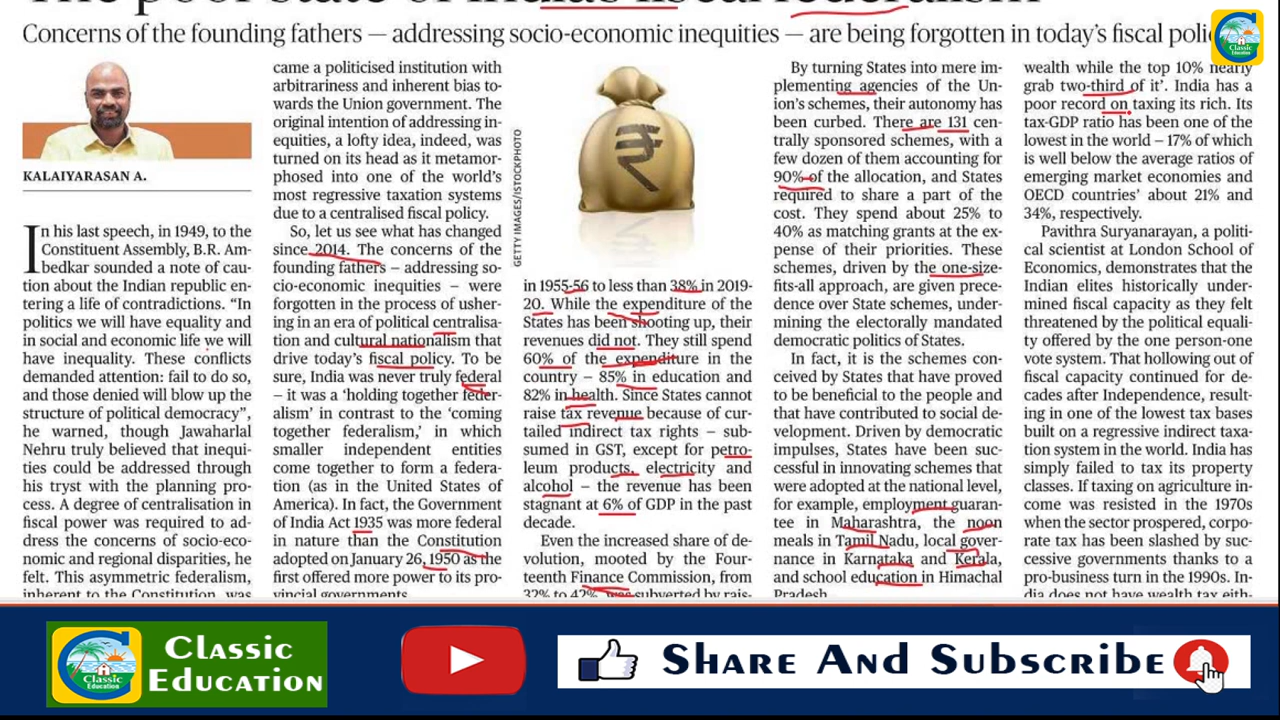 The poor state of India's fiscal federalism
Concerns of the founding fathers — addressing socio-economic inequities — are being forgotten in today's fiscal
Classic
Education
KALAIYARASAN A.
In his last speech, in 1949, to the
Constituent Assembly, B.R. Am-
bedkar sounded a note of cau-
tion about the Indian republic en-
tering a life of contradictions. “In
politics we will have equality and
in social and economic life we will
have inequality. These conflicts
demanded attention: fail to do so,
and those denied will blow up the
structure of political democracy”,
he warned, though Jawaharlal
Nehru truly believed that inequi-
ties could be addressed through
his tryst with the planning pro-
cess. A degree of centralisation in
fiscal power was required to ad-
dress the concerns of socio-eco-
nomic and regional disparities, he
felt. This asymmetric federalism,
inherent to the Constitution, was
came a politicised institution with
arbitrariness and inherent bias to-
wards the Union government. The
original intention of addressing in-
equities, a lofty idea, indeed, was
turned on its head as it metamor-
phosed into one of the world's
most regressive taxation systems
due to a centralised fiscal policy.
So, let us see what has changed
since 2014. The concerns of the
founding fathers – addressing so-
cio-economic inequities – were
forgotten in the process of usher-
ing in an era of political centralisa-
tion and cultural nationalism that
drive today's fiscal policy. To be
sure, India was never truly federal
– it was a ‘holding together feder-
alism’ in contrast to the ‘coming
together federalism,’ in which
smaller independent entities
come together to form a federa-
tion (as in the United States of
America). In fact, the Government
of India Act 1935 was more federal
in nature than the Constitution
adopted on January 26, 1950 as the
first offered more power to its pro-
vincial governments.
GETTY IMAGES/ISTOCKPHOTO
₹
in 1955-56 to less than 38% in 2019-
20. While the expenditure of the
States has been shooting up, their
revenues did not. They still spend
60% of the expenditure in the
country – 85% in education and
82% in health. Since States cannot
raise tax revenue because of cur-
tailed indirect tax rights – sub-
sumed in GST, except for petro-
leum products, electricity and
alcohol – the revenue has been
stagnant at 6% of GDP in the past
decade.
Even the increased share of de-
volution, mooted by the Four-
teenth Finance Commission, from
32% to 42%, was subverted by rais-
By turning States into mere im-
plementing agencies of the Un-
ion's schemes, their autonomy has
been curbed. There are 131 cen-
trally sponsored schemes, with a
few dozen of them accounting for
90% of the allocation, and States
required to share a part of the
cost. They spend about 25% to
40% as matching grants at the ex-
pense of their priorities. These
schemes, driven by the one-size-
fits-all approach, are given prece-
dence over State schemes, under-
mining the electorally mandated
democratic politics of States.
In fact, it is the schemes con-
ceived by States that have proved
to be beneficial to the people and
that have contributed to social de-
velopment. Driven by democratic
impulses, States have been suc-
cessful in innovating schemes that
were adopted at the national level,
for example, employment guaran-
tee in Maharashtra, the noon
meals in Tamil Nadu, local gover-
nance in Karnataka and Kerala,
and school education in Himachal
Pradesh.
wealth while the top 10% nearly
grab two-third of it’. India has a
poor record on taxing its rich. Its
tax-GDP ratio has been one of the
lowest in the world – 17% of which
is well below the average ratios of
emerging market economies and
OECD countries’ about 21% and
34%, respectively.
Pavithra Suryanarayan, a politi-
cal scientist at London School of
Economics, demonstrates that the
Indian elites historically under-
mined fiscal capacity as they felt
threatened by the political equali-
ty offered by the one person-one
vote system. That hollowing out of
fiscal capacity continued for de-
cades after Independence, result-
ing in one of the lowest tax bases
built on a regressive indirect taxa-
tion system in the world. India has
simply failed to tax its property
classes. If taxing on agriculture in-
come was resisted in the 1970s
when the sector prospered, corpo-
rate tax has been slashed by suc-
cessive governments thanks to a
pro-business turn in the 1990s. In-
dia does not have wealth tax eith-
Classic
Education
Classic
Education
Share And Subscribe